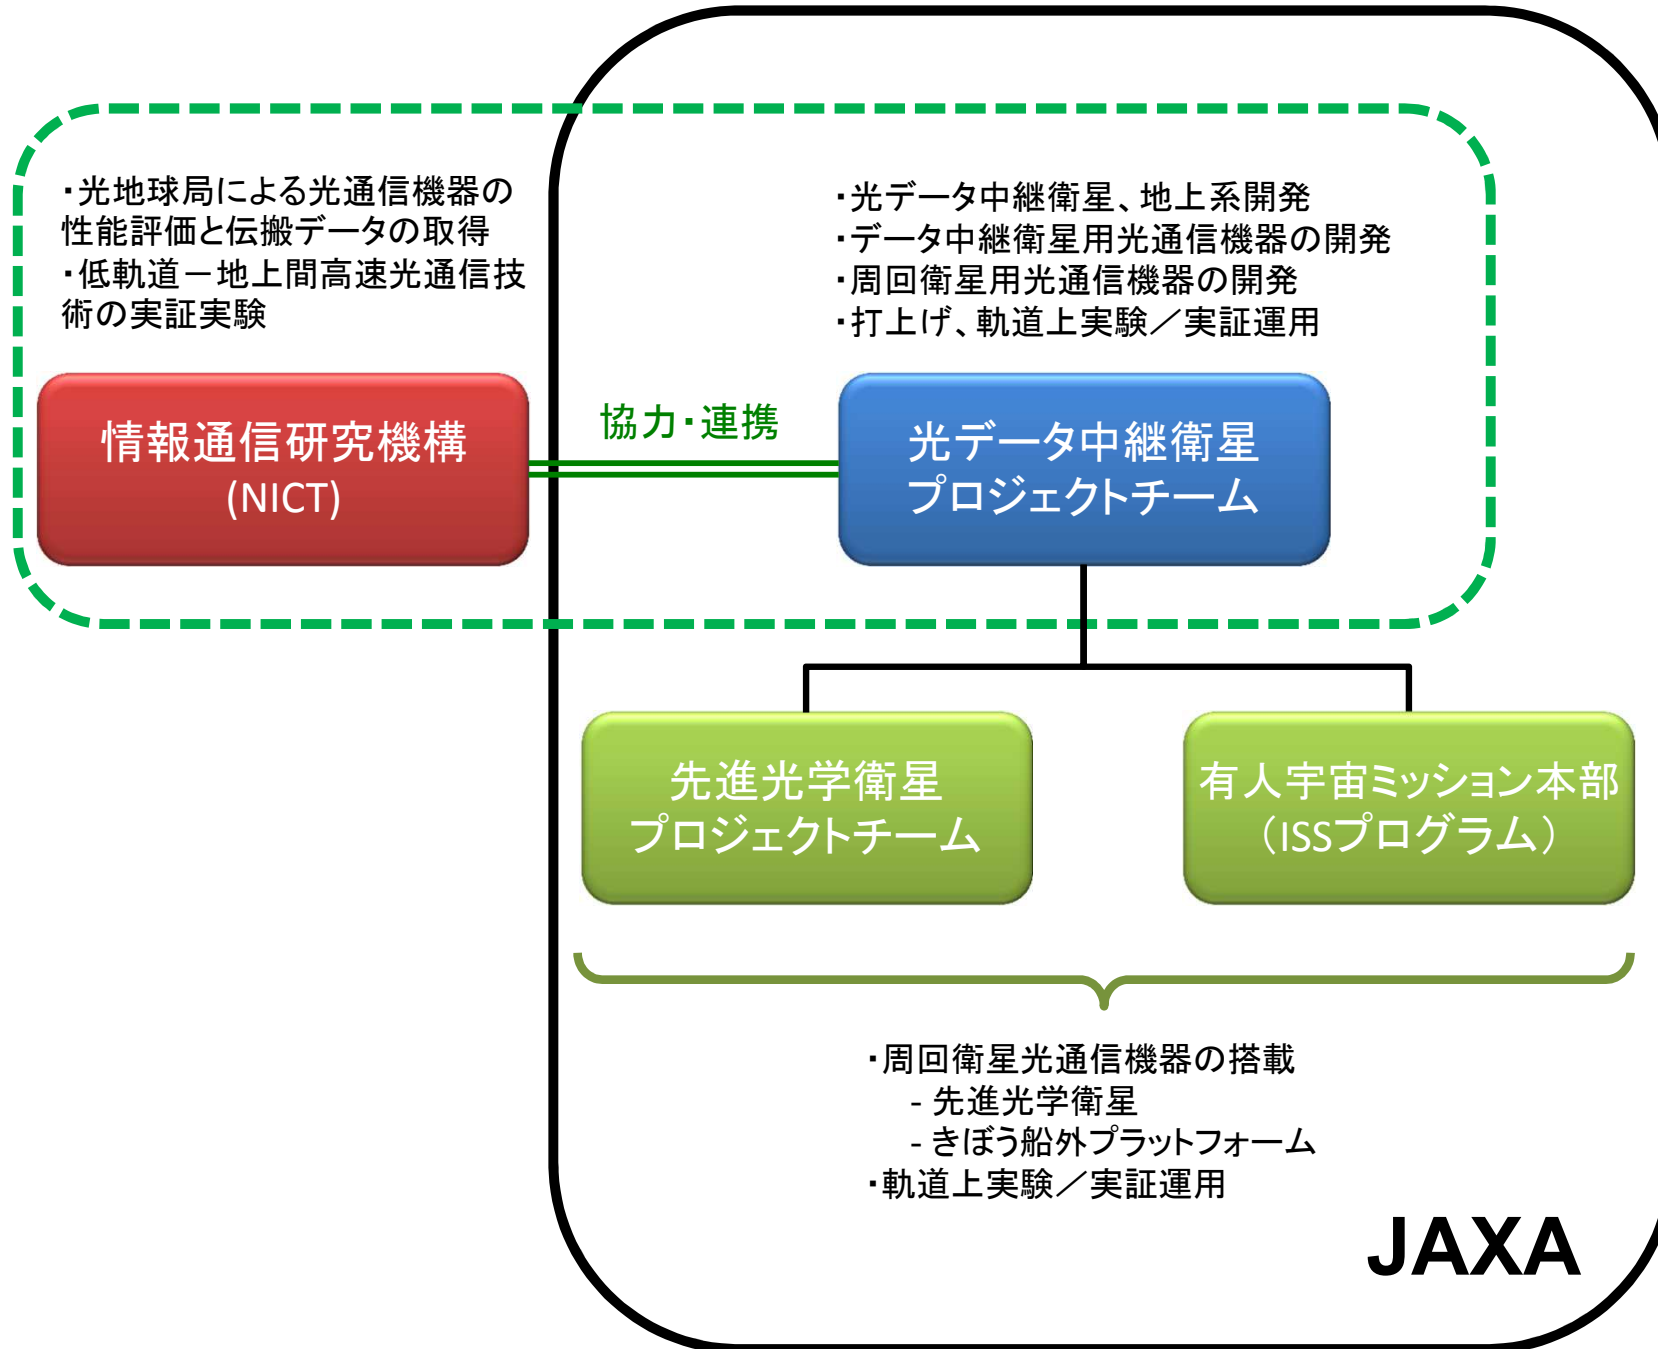 ・光地球局による光通信機器の
性能評価と伝搬データの取得
・低軌道－地上間高速光通信技
術の実証実験
・光データ中継衛星、地上系開発
・データ中継衛星用光通信機器の開発
・周回衛星用光通信機器の開発
・打上げ、軌道上実験／実証運用
情報通信研究機構
(NICT)
協力・連携
光データ中継衛星
プロジェクトチーム
先進光学衛星
プロジェクトチーム
有人宇宙ミッション本部
（ISSプログラム）
・周回衛星光通信機器の搭載
- 先進光学衛星
- きぼう船外プラットフォーム
・軌道上実験／実証運用
JAXA